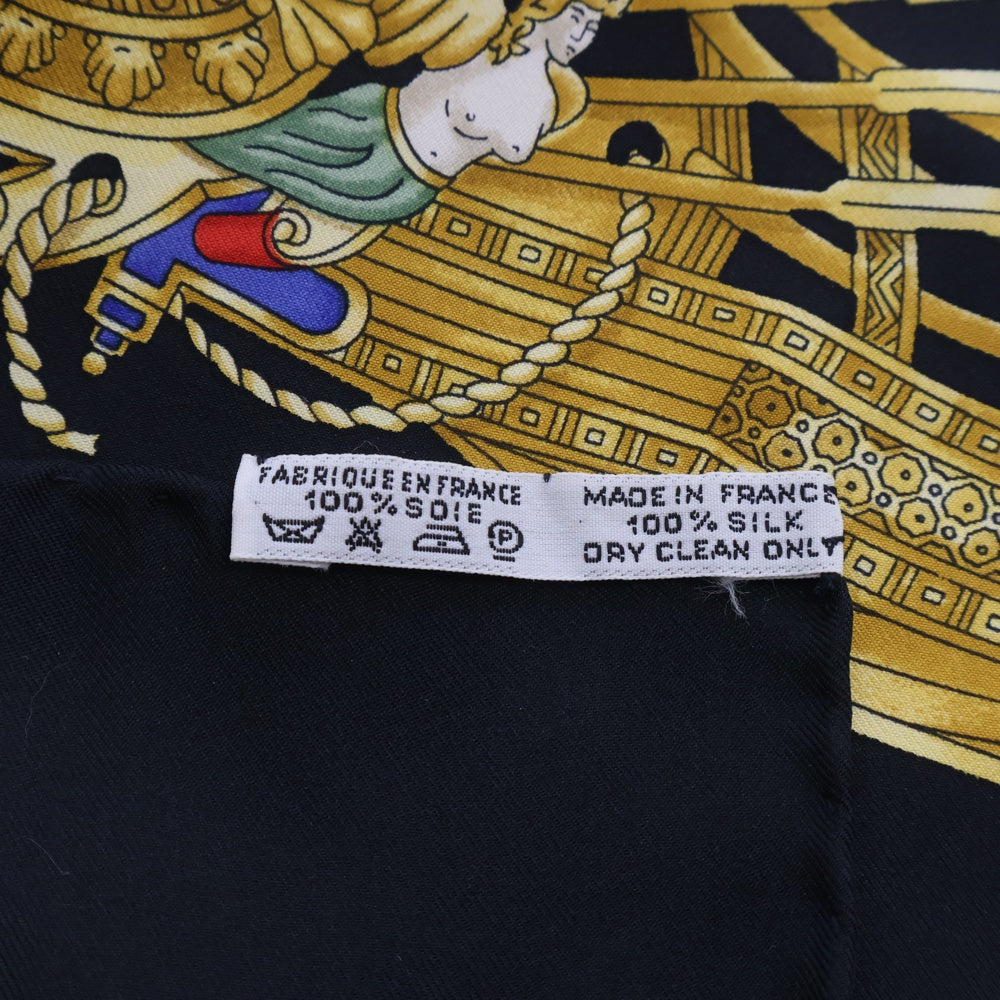 FABRIQUE EN FRANCE
100% SOIE
P
MADE IN FRANCE
100% SILK
DRY CLEAN ONLY